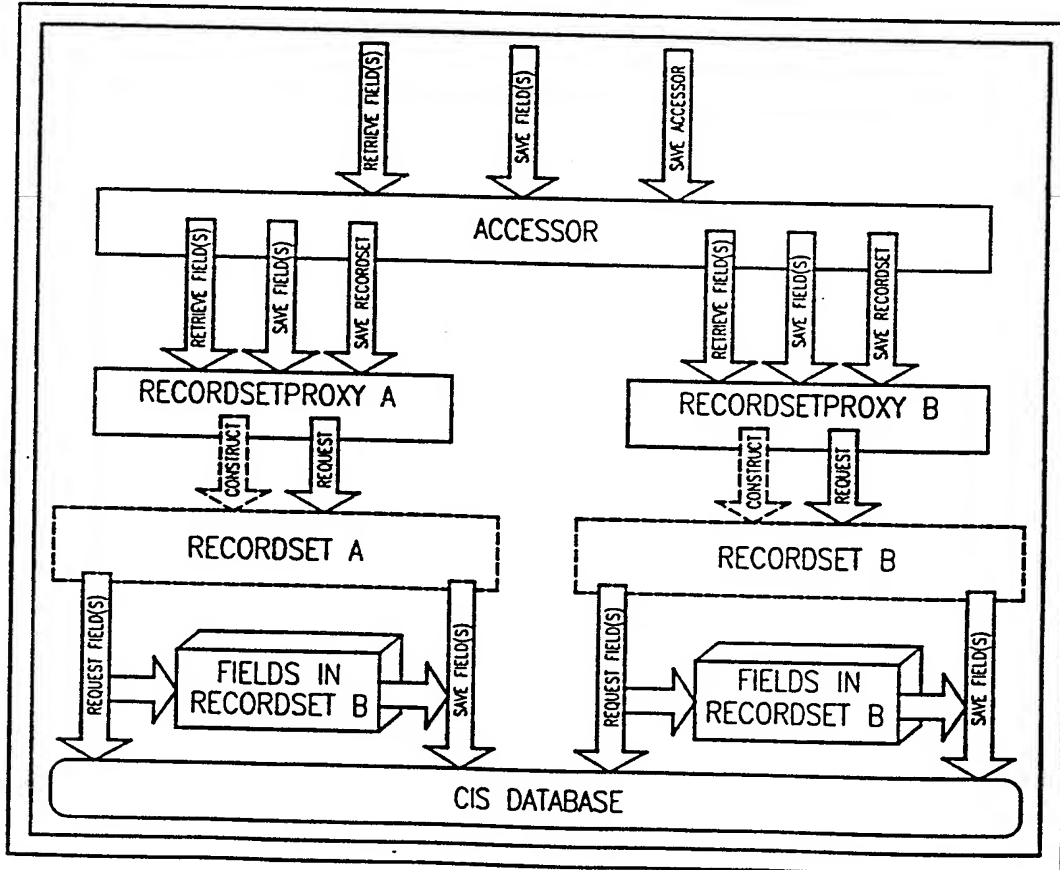 RETRIEVE FIELD(S)
SAVE FIELD(S)
SAVE ACCESSOR
ACCESSOR
RETRIEVE FIELD(S)
SAVE FIELD(S)
SAVE RECORDSET
RETRIEVE FIELD(S)
SAVE FIELD(S)
SAVE RECORDSET
RECORDSETPROXY A
RECORDSETPROXY B
CONSTRUCT
REQUEST
CONSTRUCT
REQUEST
RECORDSET A
RECORDSET B
REQUEST FIELD(S)
FIELDS IN
RECORDSET B
SAVE FIELD(S)
REQUEST FIELD(S)
FIELDS IN
RECORDSET B
SAVE FIELD(S)
CIS DATABASE